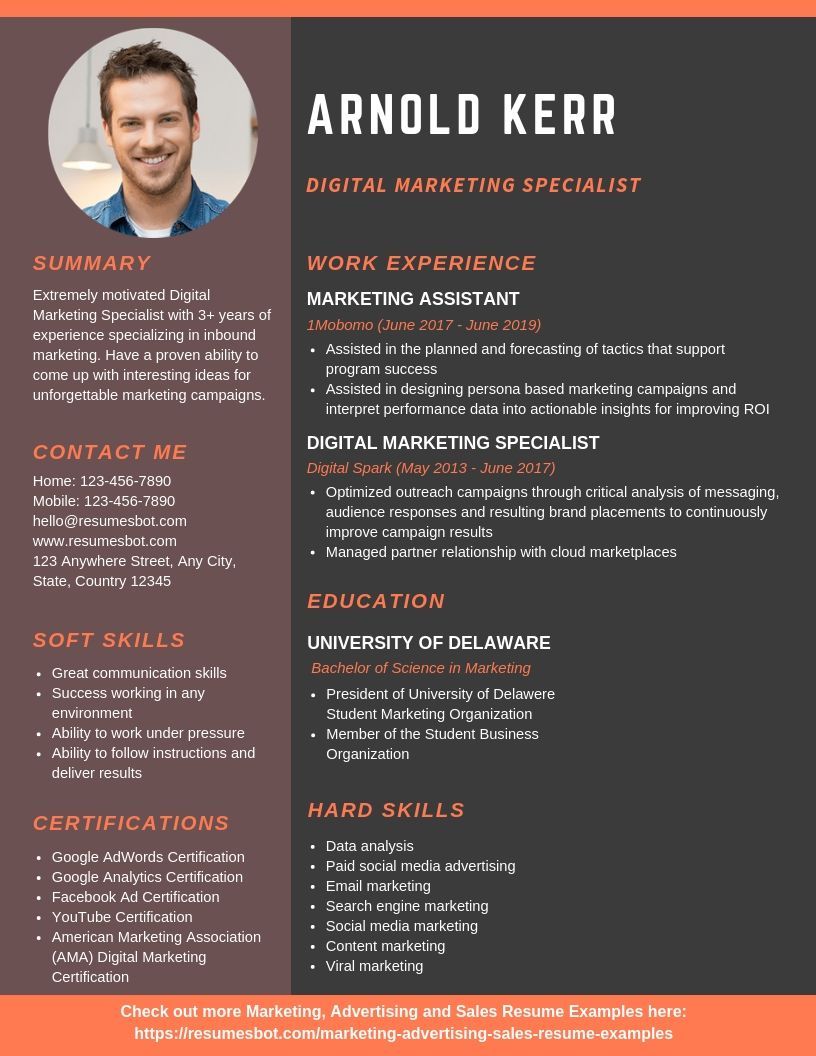 ARNOLD KERR
DIGITAL MARKETING SPECIALIST
SUMMARY
Extremely motivated Digital
Marketing Specialist with 3+ years of
experience specializing in inbound
marketing. Have a proven ability to
come up with interesting ideas for
unforgettable marketing campaigns.
CONTACT ME
Home: 123-456-7890
Mobile: 123-456-7890
hello@resumesbot.com
www.resumesbot.com
123 Anywhere Street, Any City,
State, Country 12345
SOFT SKILLS
• Great communication skills
• Success working in any
environment
• Ability to work under pressure
• Ability to follow instructions and
deliver results
CERTIFICATIONS
• Google AdWords Certification
• Google Analytics Certification
• Facebook Ad Certification
• YouTube Certification
• American Marketing Association
(AMA) Digital Marketing
Certification
WORK EXPERIENCE
MARKETING ASSISTANT
1Mobomo (June 2017 - June 2019)
• Assisted in the planned and forecasting of tactics that support
program success
• Assisted in designing persona based marketing campaigns and
interpret performance data into actionable insights for improving ROI
DIGITAL MARKETING SPECIALIST
Digital Spark (May 2013 - June 2017)
• Optimized outreach campaigns through critical analysis of messaging,
audience responses and resulting brand placements to continuously
improve campaign results
• Managed partner relationship with cloud marketplaces
EDUCATION
UNIVERSITY OF DELAWARE
Bachelor of Science in Marketing
• President of University of Delawere
Student Marketing Organization
• Member of the Student Business
Organization
HARD SKILLS
• Data analysis
• Paid social media advertising
• Email marketing
• Search engine marketing
• Social media marketing
• Content marketing
• Viral marketing
Check out more Marketing, Advertising and Sales Resume Examples here:
https://resumesbot.com/marketing-advertising-sales-resume-examples